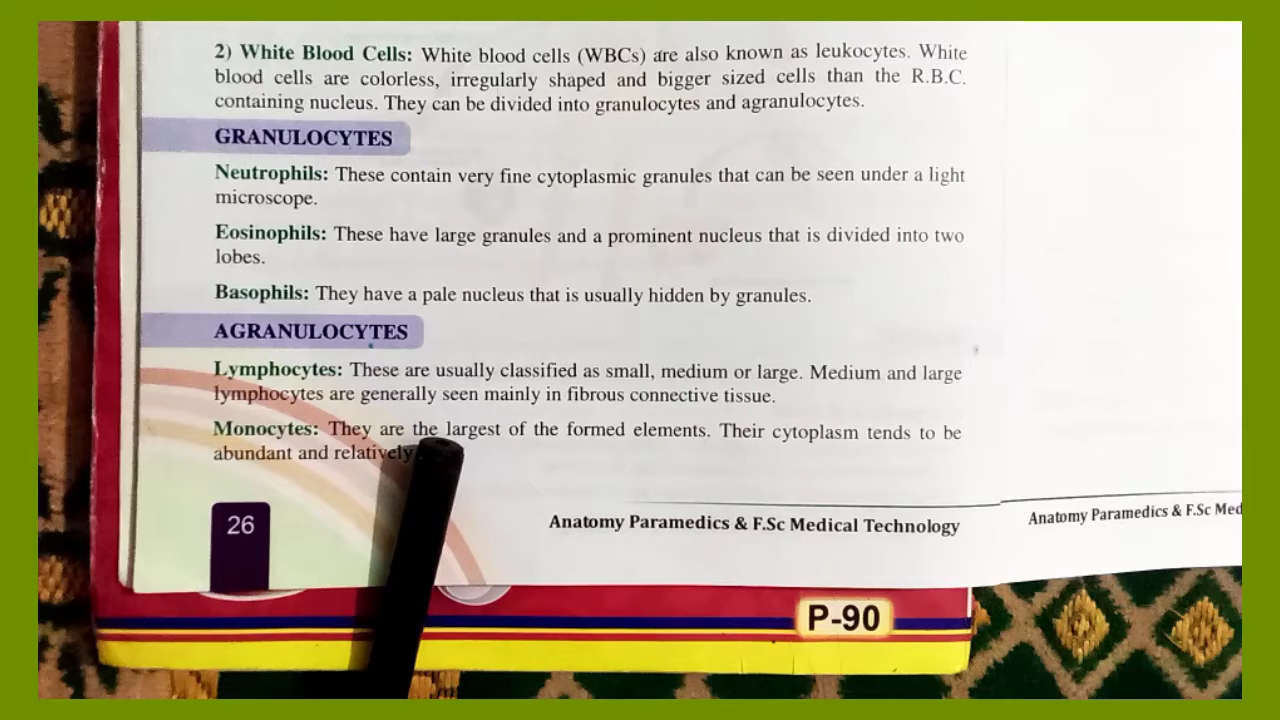 2) White Blood Cells: White blood cells (WBCs) are also known as leukocytes. White
blood cells are colorless, irregularly shaped and bigger sized cells than the R.B.C.
containing nucleus. They can be divided into granulocytes and agranulocytes.
GRANULOCYTES
Neutrophils: These contain very fine cytoplasmic granules that can be seen under a light
microscope.
Eosinophils: These have large granules and a prominent nucleus that is divided into two
lobes.
Basophils: They have a pale nucleus that is usually hidden by granules.
AGRANULOCYTES
Lymphocytes: These are usually classified as small, medium or large. Medium and large
lymphocytes are generally seen mainly in fibrous connective tissue.
Monocytes: They are the largest of the formed elements. Their cytoplasm tends to be
abundant and relatively
26
Anatomy Paramedics & F.Sc Medical Technology
Anatomy Paramedics & F.Sc Med
P-90